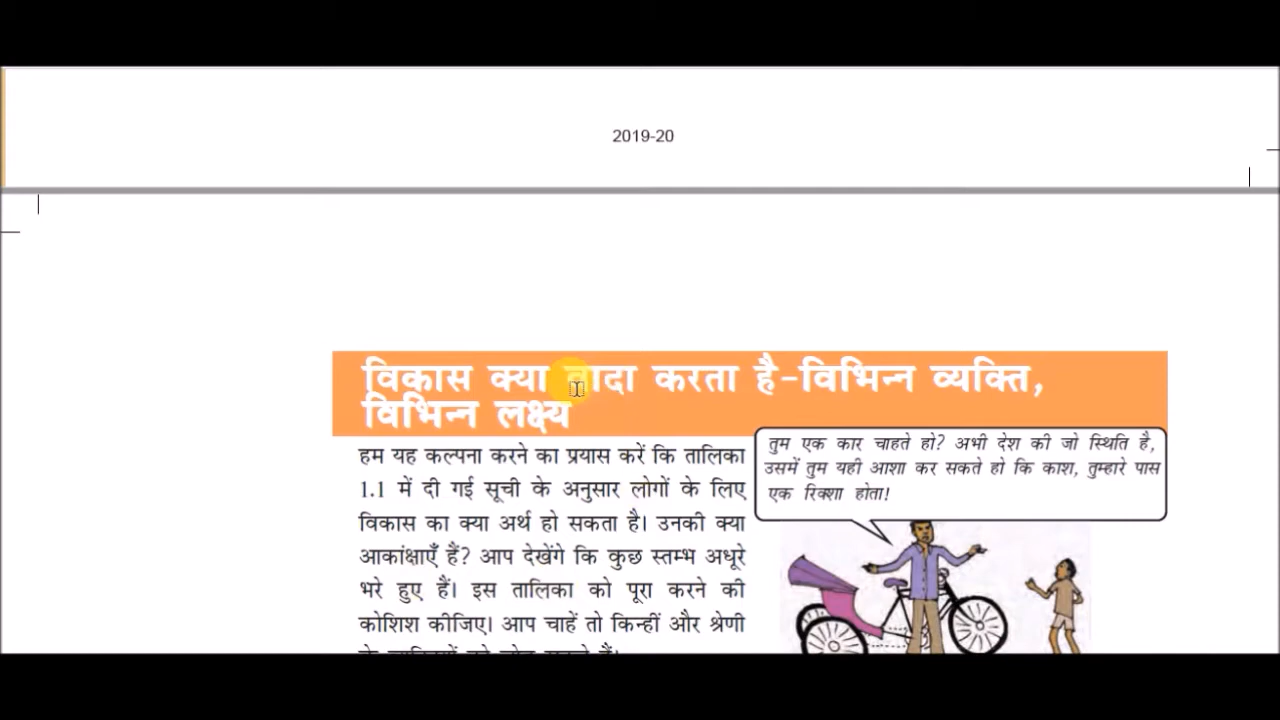 2019-20
विकास क्या वादा करता है-विभिन्न व्यक्ति,
विभिन्न लक्ष्य
हम यह कल्पना करने का प्रयास करें कि तालिका
1.1 में दी गई सूची के अनुसार लोगों के लिए
विकास का क्या अर्थ हो सकता है। उनकी क्या
आकांक्षाएँ हैं? आप देखेंगे कि कुछ स्तम्भ अधूरे
भरे हुए हैं। इस तालिका को पूरा करने की
कोशिश कीजिए। आप चाहें तो किन्हीं और श्रेणी
तुम एक कार चाहते हो? अभी देश की जो स्थिति है,
उसमें तुम यही आशा कर सकते हो कि काश, तुम्हारे पास
एक रिक्शा होता!